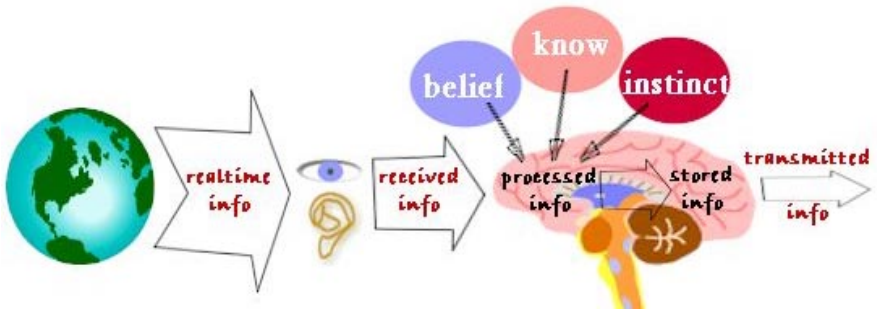 know
belief
instinct
realtime
info
received
info
processed
info
stored
info
transmitted
info